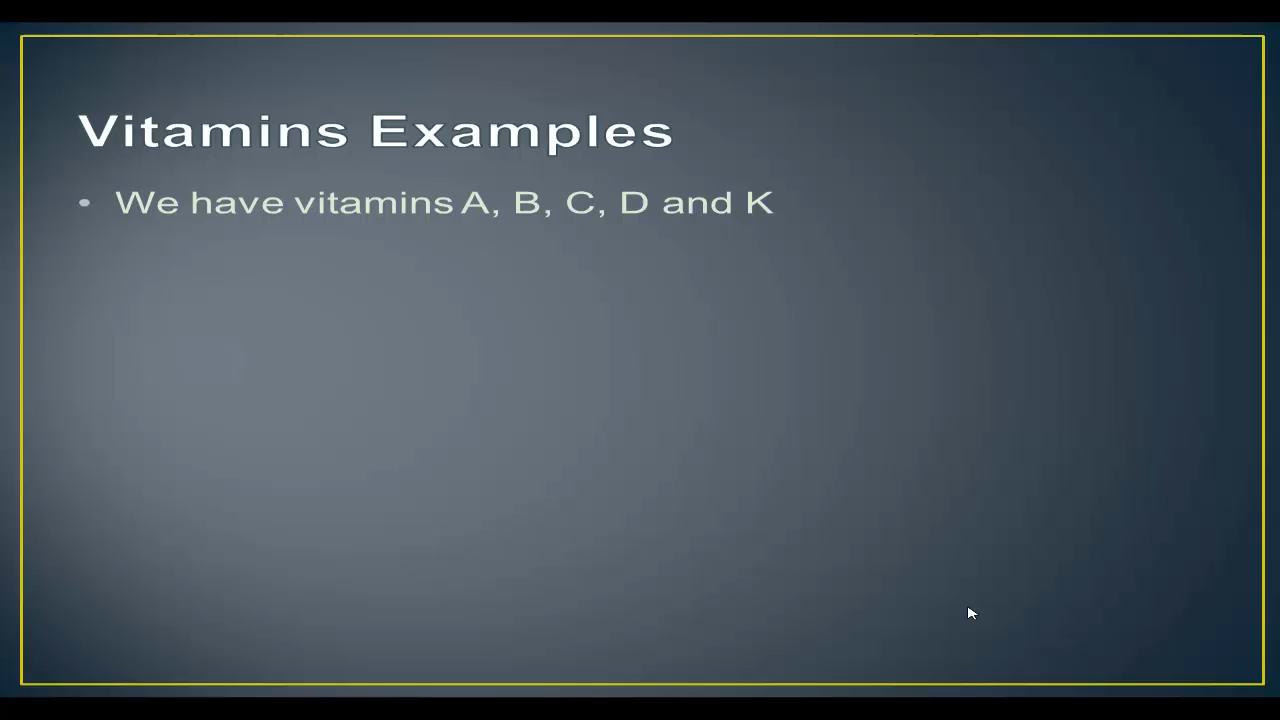 Vitamins Examples
• We have vitamins A, B, C, D and K